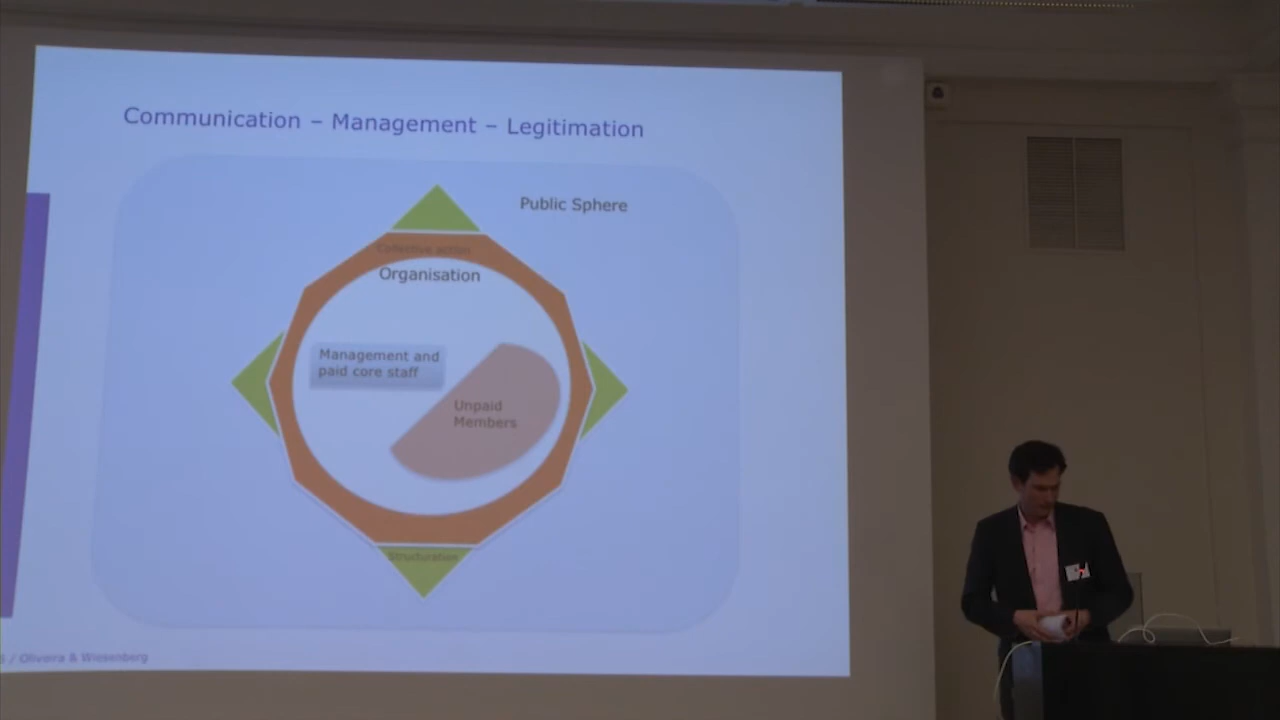 Communication – Management – Legitimation
Public Sphere
Collective action
Organisation
Management and
paid core staff
Unpaid
Members
Structuration
/ Oliveira & Wiesenberg